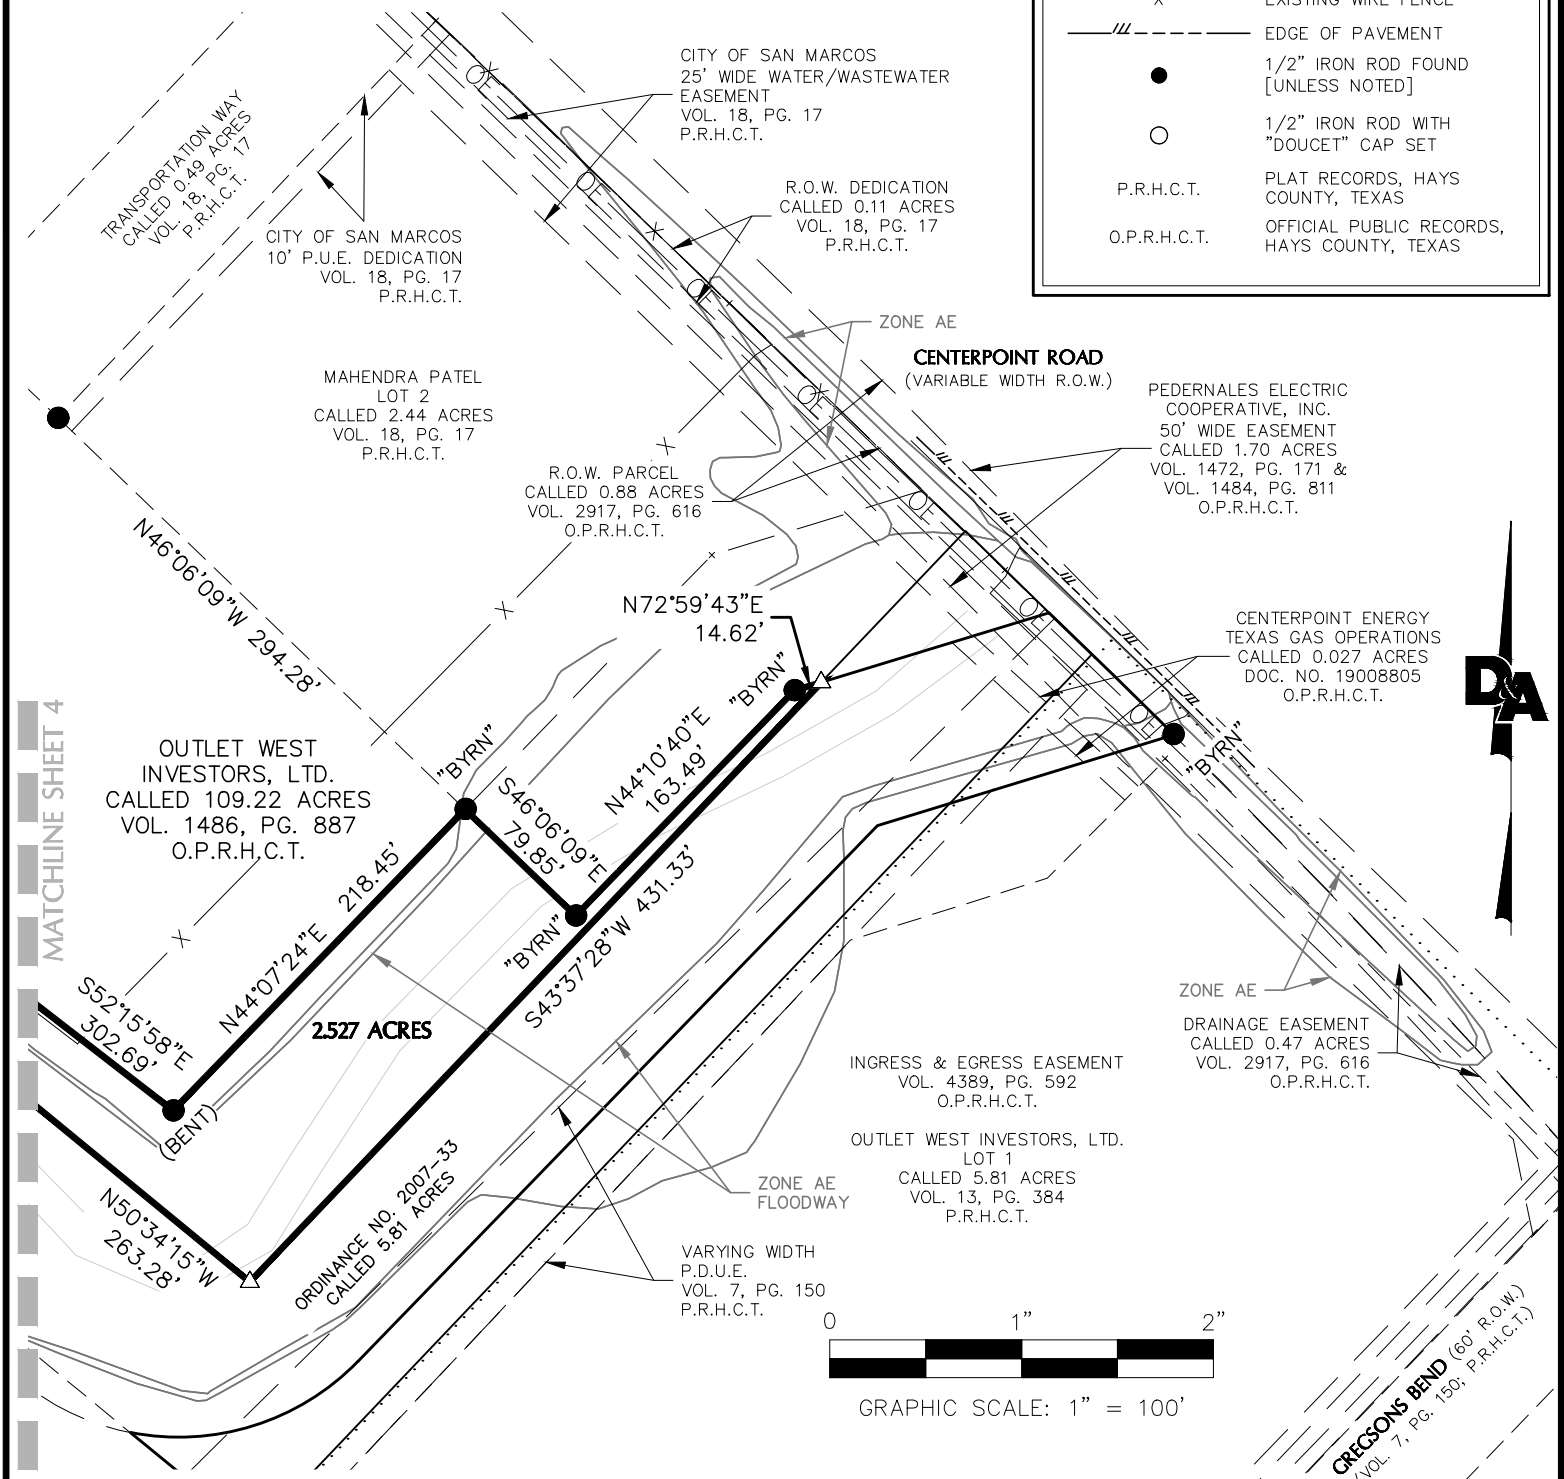 EXISTING WIRE FENCE
EDGE OF PAVEMENT
1/2" IRON ROD FOUND
[UNLESS NOTED]
1/2" IRON ROD WITH
"DOUCET" CAP SET
P.R.H.C.T.
PLAT RECORDS, HAYS
COUNTY, TEXAS
O.P.R.H.C.T.
OFFICIAL PUBLIC RECORDS,
HAYS COUNTY, TEXAS
CITY OF SAN MARCOS
25' WIDE WATER/WASTEWATER
EASEMENT
VOL. 18, PG. 17
P.R.H.C.T.
TRANSPORTATION WAY
CALLED 0.49 ACRES
VOL. 18, PG. 17
P.R.H.C.T.
CITY OF SAN MARCOS
10' P.U.E. DEDICATION
VOL. 18, PG. 17
P.R.H.C.T.
R.O.W. DEDICATION
CALLED 0.11 ACRES
VOL. 18, PG. 17
P.R.H.C.T.
ZONE AE
CENTERPOINT ROAD
(VARIABLE WIDTH R.O.W.)
MAHENDRA PATEL
LOT 2
CALLED 2.44 ACRES
VOL. 18, PG. 17
P.R.H.C.T.
PEDERNALES ELECTRIC
COOPERATIVE, INC.
50' WIDE EASEMENT
CALLED 1.70 ACRES
VOL. 1472, PG. 171 &
VOL. 1484, PG. 811
O.P.R.H.C.T.
R.O.W. PARCEL
CALLED 0.88 ACRES
VOL. 2917, PG. 616
O.P.R.H.C.T.
N46°06'09"W 294.28'
N72°59'43"E
14.62'
CENTERPOINT ENERGY
TEXAS GAS OPERATIONS
CALLED 0.027 ACRES
DOC. NO. 19008805
O.P.R.H.C.T.
D&A
"BYRN"
"BYRN"
"BYRN"
MATCHLINE SHEET 4
OUTLET WEST
INVESTORS, LTD.
CALLED 109.22 ACRES
VOL. 1486, PG. 887
O.P.R.H.C.T.
S46°06'09"E
79.85'
N44°10'40"E
163.49'
N44°07'24"E 218.45'
"BYRN"
S43°37'28"W 431.33'
S52°15'58"E
302.69'
2.527 ACRES
(BENT)
ZONE AE
DRAINAGE EASEMENT
CALLED 0.47 ACRES
VOL. 2917, PG. 616
O.P.R.H.C.T.
INGRESS & EGRESS EASEMENT
VOL. 4389, PG. 592
O.P.R.H.C.T.
OUTLET WEST INVESTORS, LTD.
LOT 1
CALLED 5.81 ACRES
VOL. 13, PG. 384
P.R.H.C.T.
ZONE AE
FLOODWAY
N50°34'15"W
263.28'
ORDINANCE NO. 2007-33
CALLED 5.81 ACRES
VARYING WIDTH
P.D.U.E.
VOL. 7, PG. 150
P.R.H.C.T.
0 1" 2"
GRAPHIC SCALE: 1" = 100'
GREGSONS BEND (60' R.O.W.)
(VOL. 7, PG. 150; P.R.H.C.T.)